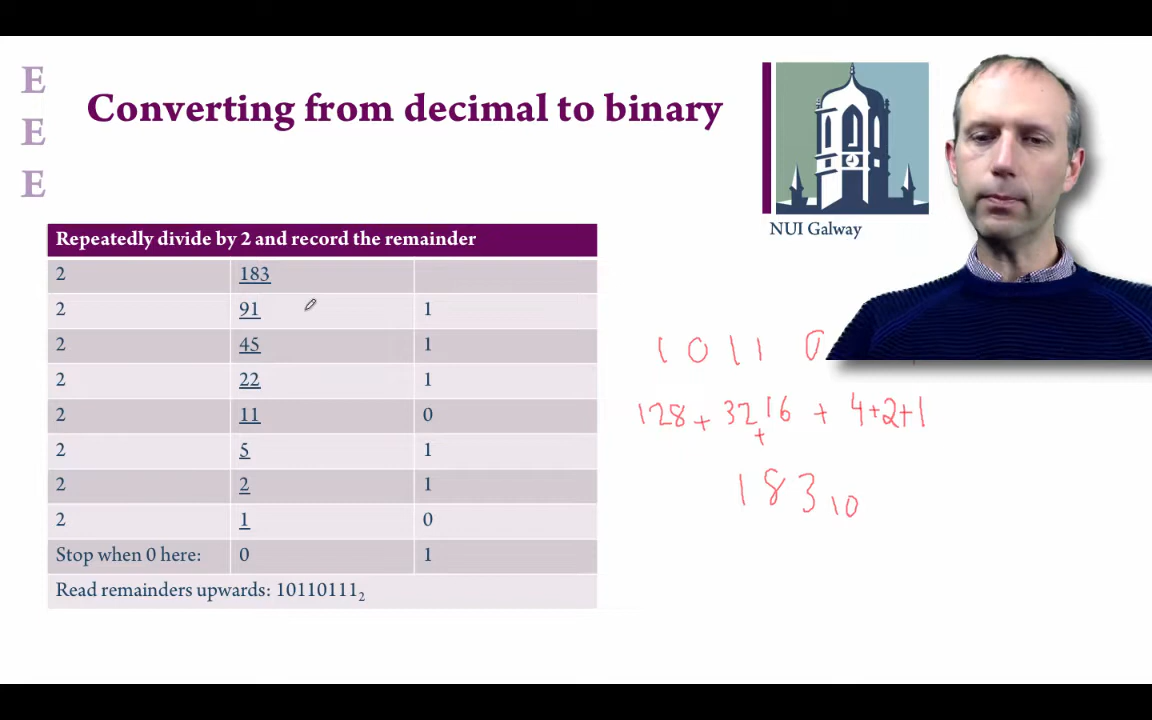 E
E
E
Converting from decimal to binary
NUI Galway
Repeatedly divide by 2 and record the remainder
2 183
2 91 1
2 45 1
2 22 1
2 11 0
2 5 1
2 2 1
2 1 0
Stop when 0 here: 0 1
Read remainders upwards: 10110111₂
1011 0
128 + 32 + 16 + 4+2+1
183₁₀